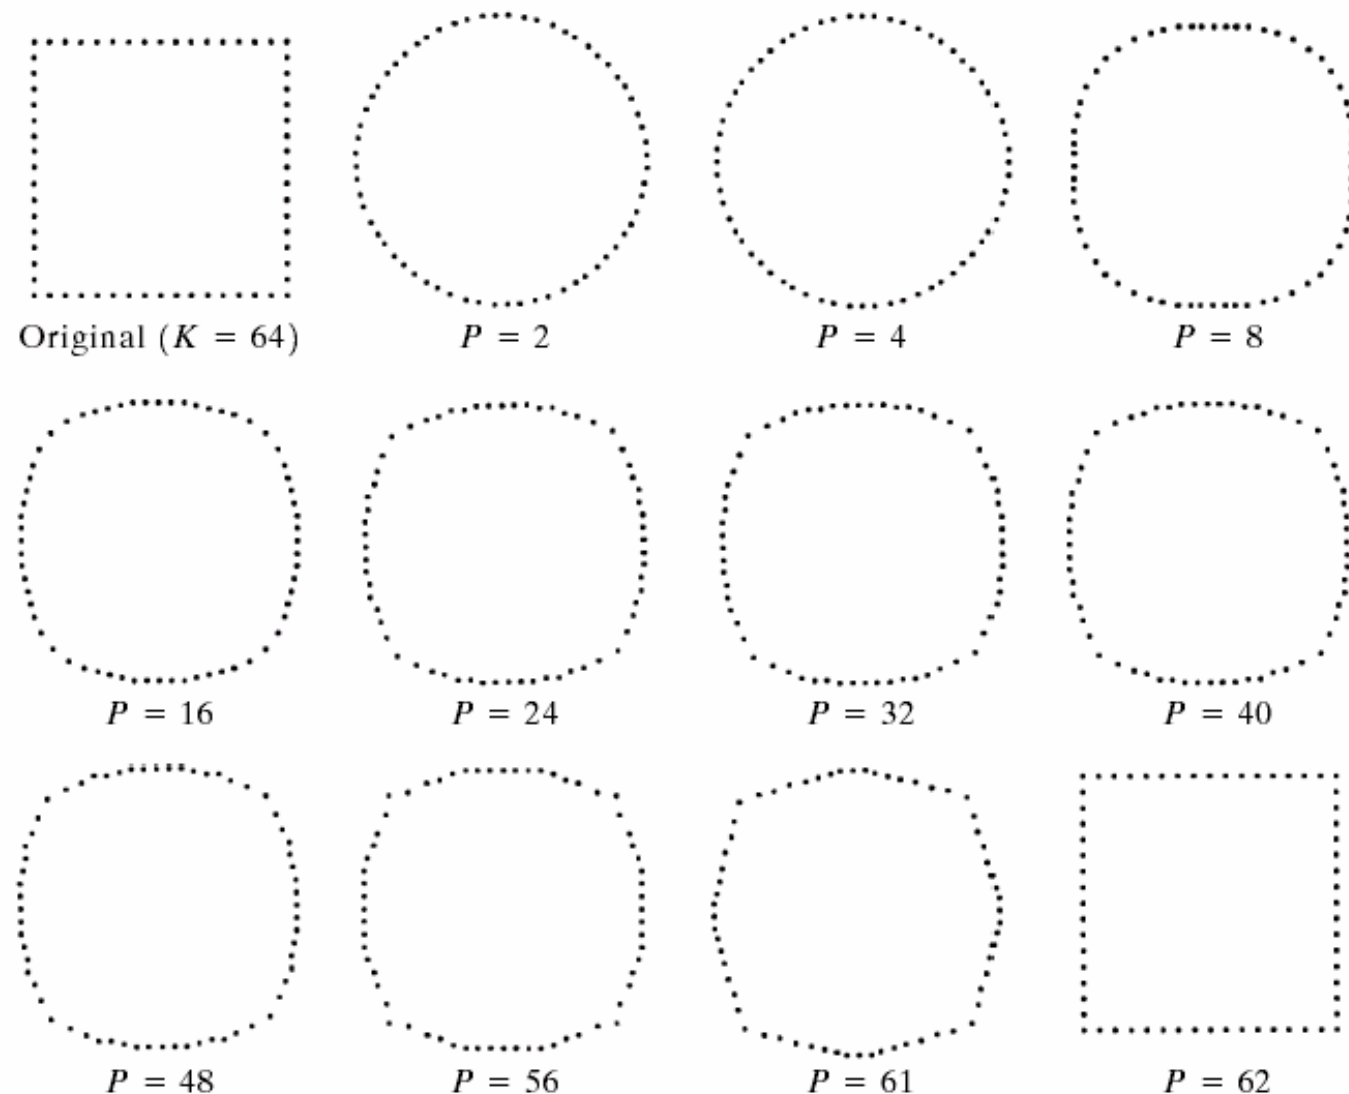 Original (K = 64)
P = 2
P = 4
P = 8
P = 16
P = 24
P = 32
P = 40
P = 48
P = 56
P = 61
P = 62